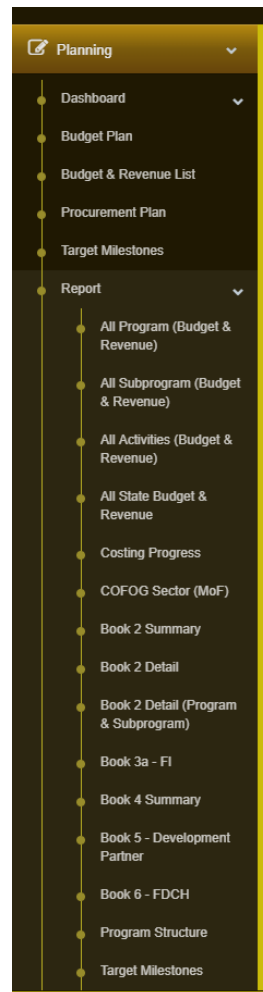 Planning
Dashboard
Budget Plan
Budget & Revenue List
Procurement Plan
Target Milestones
Report
All Program (Budget &
Revenue)
All Subprogram (Budget
& Revenue)
All Activities (Budget &
Revenue)
All State Budget &
Revenue
Costing Progress
COFOG Sector (MoF)
Book 2 Summary
Book 2 Detail
Book 2 Detail (Program
& Subprogram)
Book 3a - FI
Book 4 Summary
Book 5 - Development
Partner
Book 6 - FDCH
Program Structure
Target Milestones